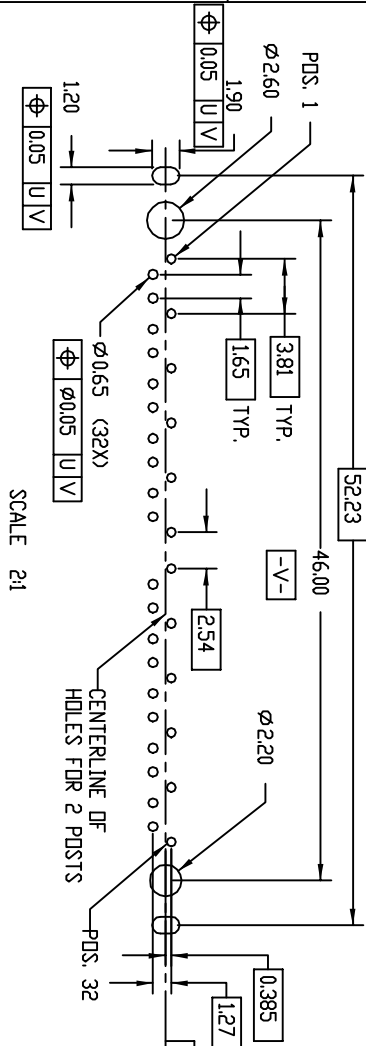 52.23
46.00
-V-
3.81 TYP.
1.65 TYP.
2.54
POS. 1
Ø2.60
1.90
⌖ 0.05 U V
1.20
⌖ 0.05 U V
Ø0.65 (32X)
⌖ Ø0.05 U V
Ø2.20
0.385
1.27
POS. 32
CENTERLINE OF
HOLES FOR 2 POSTS
SCALE 2:1